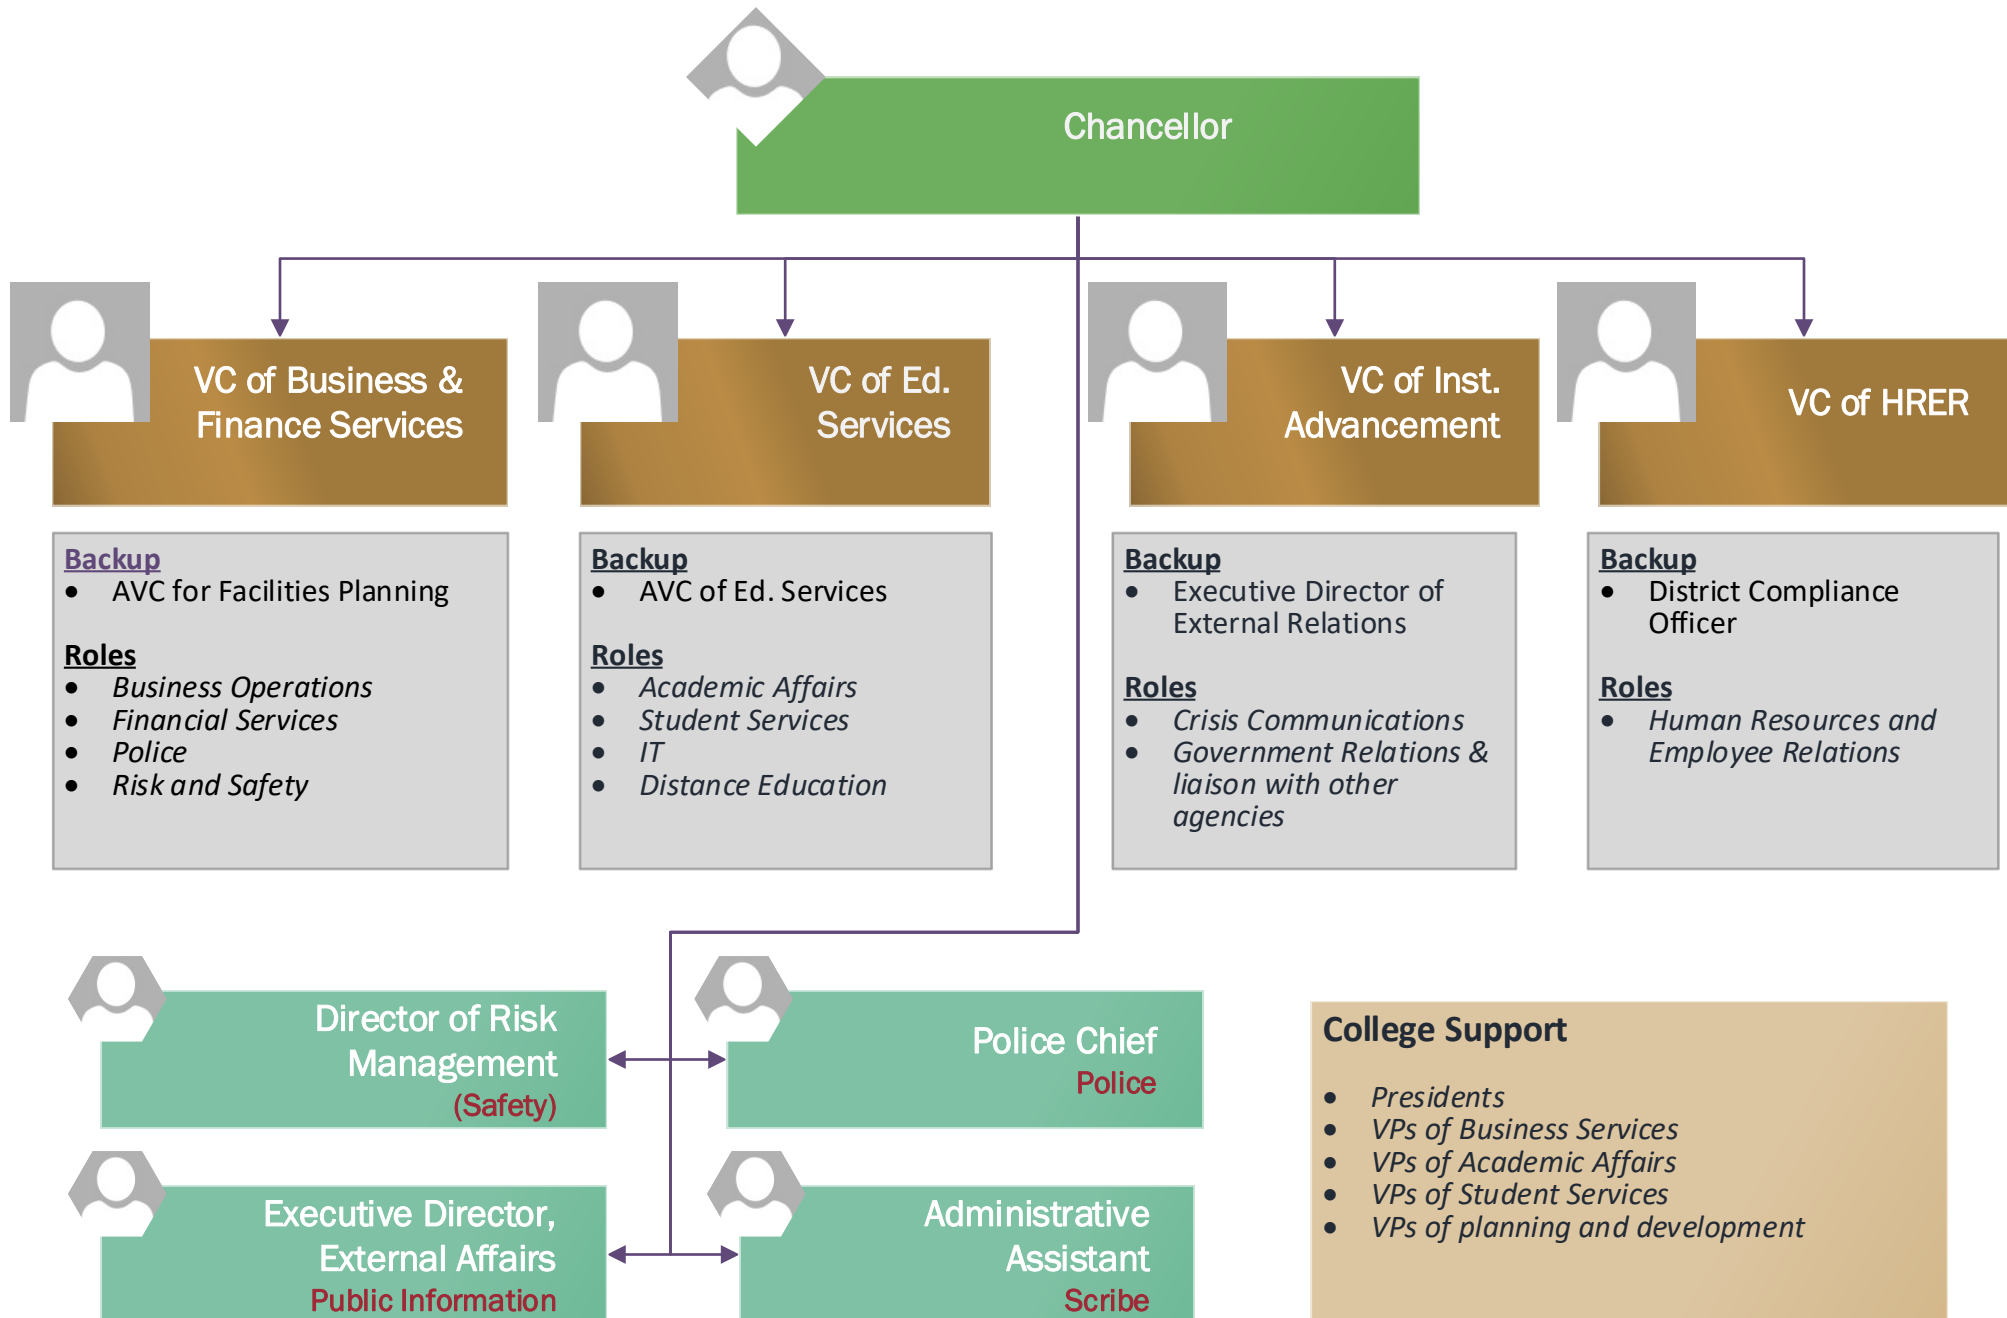 Chancellor
VC of Business &
Finance Services
Backup
• AVC for Facilities Planning
Roles
• Business Operations
• Financial Services
• Police
• Risk and Safety
VC of Ed.
Services
Backup
• AVC of Ed. Services
Roles
• Academic Affairs
• Student Services
• IT
• Distance Education
VC of Inst.
Advancement
Backup
• Executive Director of
External Relations
Roles
• Crisis Communications
• Government Relations &
liaison with other
agencies
VC of HRER
Backup
• District Compliance
Officer
Roles
• Human Resources and
Employee Relations
Director of Risk
Management
(Safety)
Police Chief
Police
Executive Director,
External Affairs
Public Information
Administrative
Assistant
Scribe
College Support
• Presidents
• VPs of Business Services
• VPs of Academic Affairs
• VPs of Student Services
• VPs of planning and development